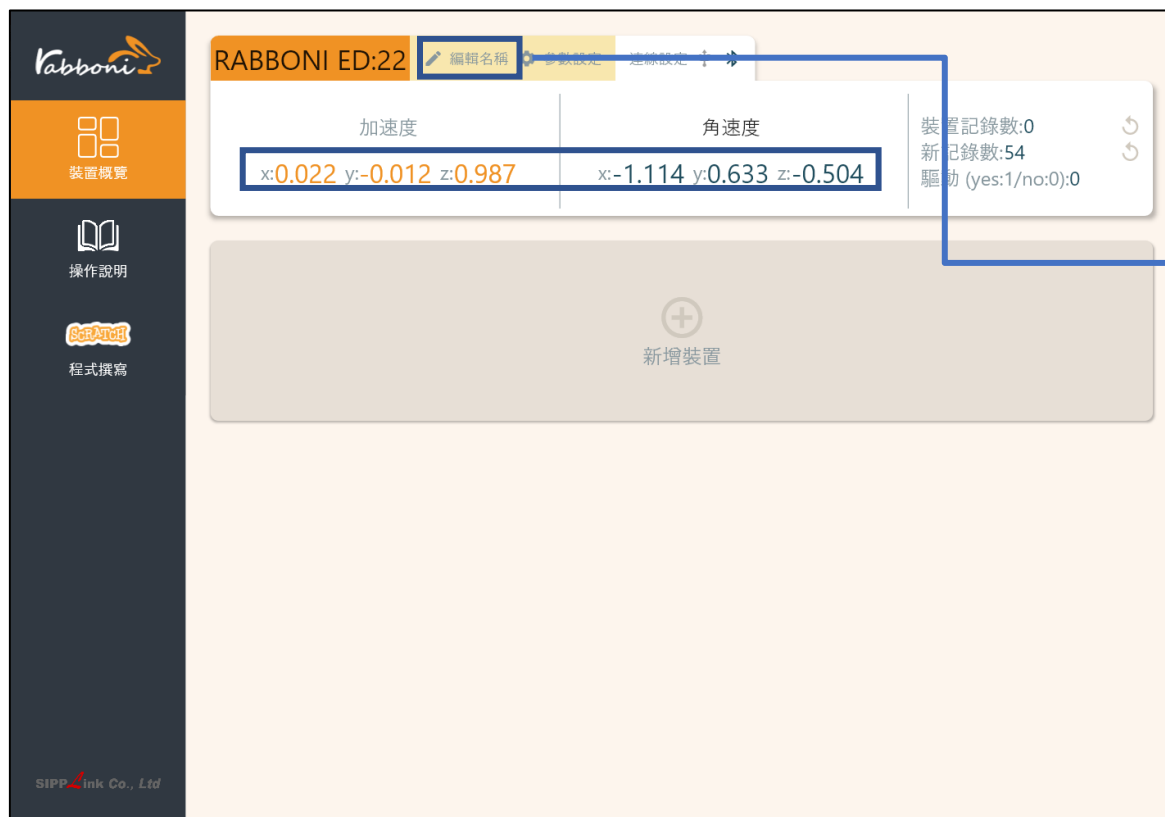 rabboni
RABBONI ED:22 編輯名稱 參數設定 連線設定
裝置概覽
操作說明
SCRATCH
程式撰寫
加速度
x:0.022 y:-0.012 z:0.987
角速度
x:-1.114 y:0.633 z:-0.504
裝置記錄數:0
新記錄數:54
驅動 (yes:1/no:0):0
新增裝置
SIPPLink Co., Ltd